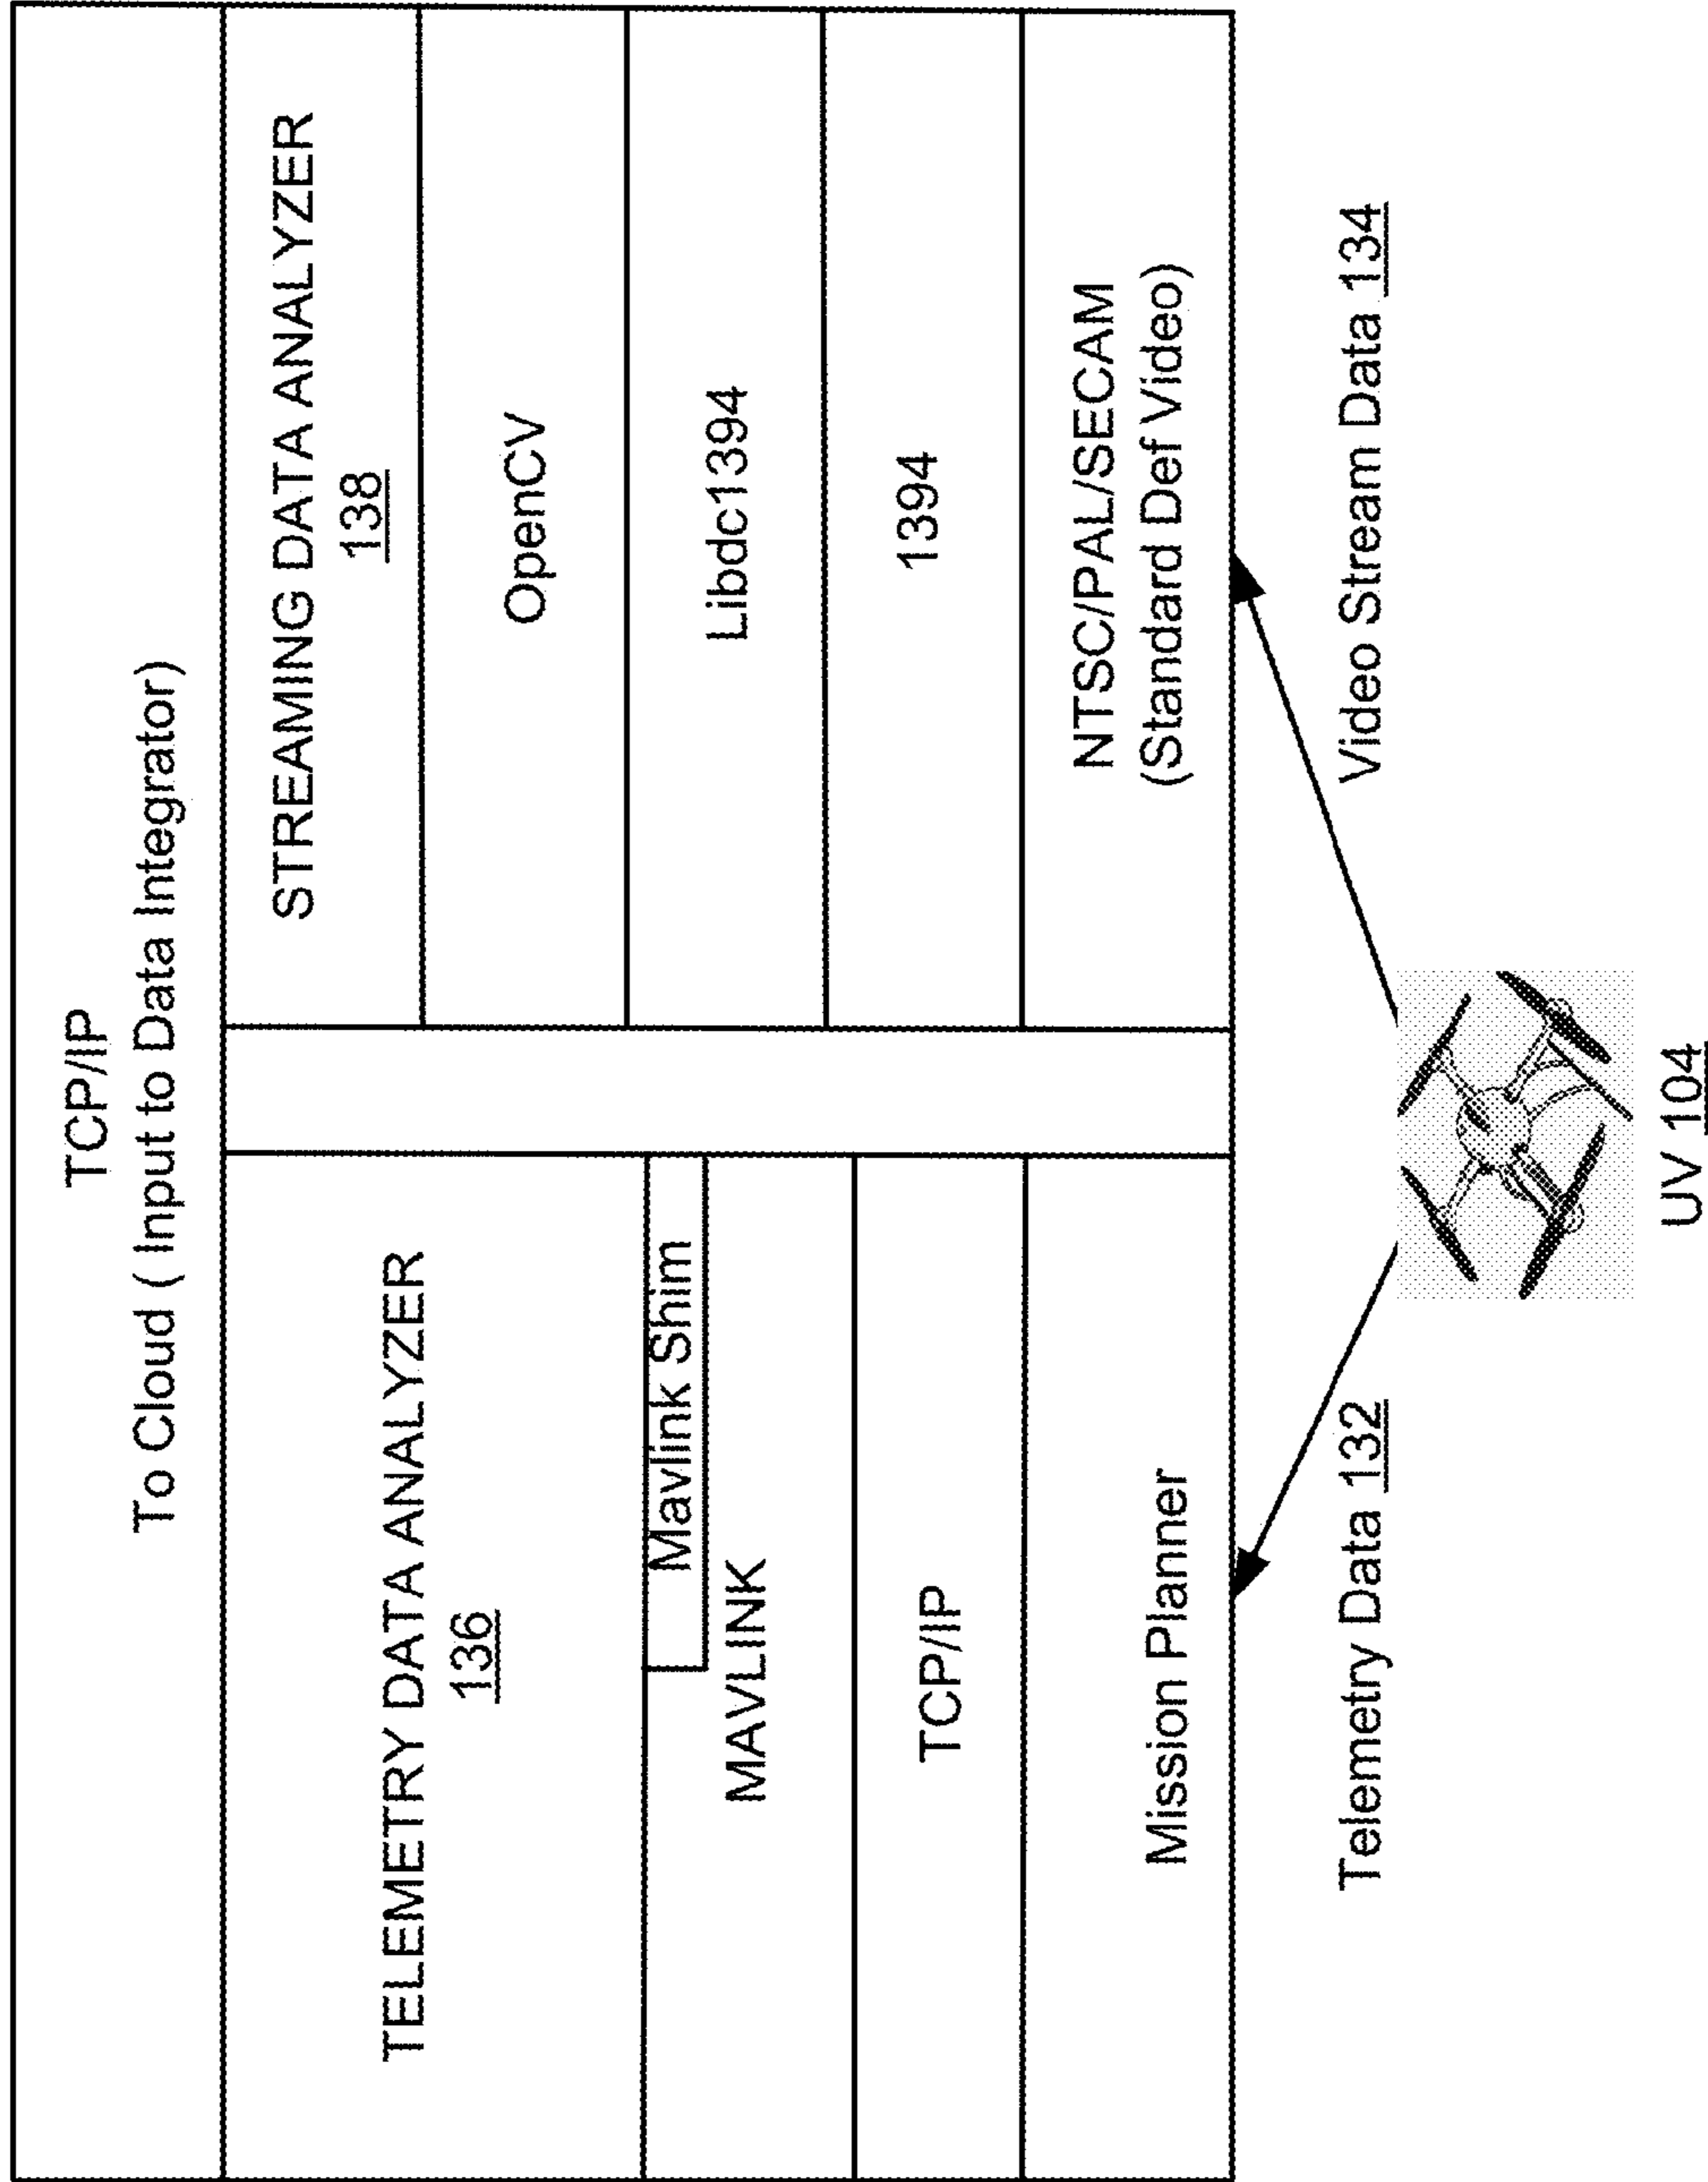 TCP/IP
To Cloud ( Input to Data Integrator)
TELEMETRY DATA ANALYZER
136
Mavlink Shim
MAVLINK
TCP/IP
Mission Planner
STREAMING DATA ANALYZER
138
OpenCV
Libdc1394
1394
NTSC/PAL/SECAM
(Standard Def Video)
Telemetry Data 132
Video Stream Data 134
UV 104